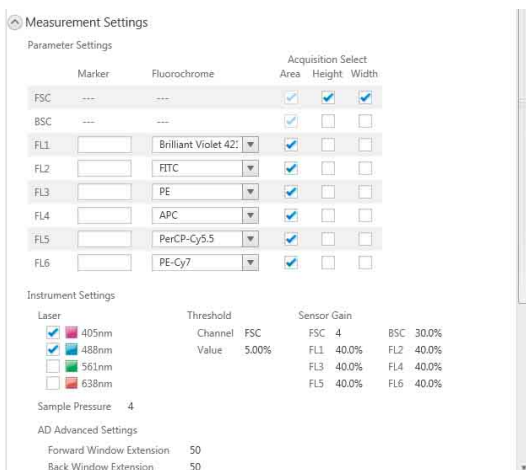 Measurement Settings
Parameter Settings
Acquisition Select
Marker Fluorochrome Area Height Width
FSC --- ---
BSC --- ---
FL1 Brilliant Violet 421
FL2 FITC
FL3 PE
FL4 APC
FL5 PerCP-Cy5.5
FL6 PE-Cy7
Instrument Settings
Laser Threshold Sensor Gain
405nm Channel FSC FSC 4 BSC 30.0%
488nm Value 5.00% FL1 40.0% FL2 40.0%
561nm FL3 40.0% FL4 40.0%
638nm FL5 40.0% FL6 40.0%
Sample Pressure 4
AD Advanced Settings
Forward Window Extension 50
Back Window Extension 50